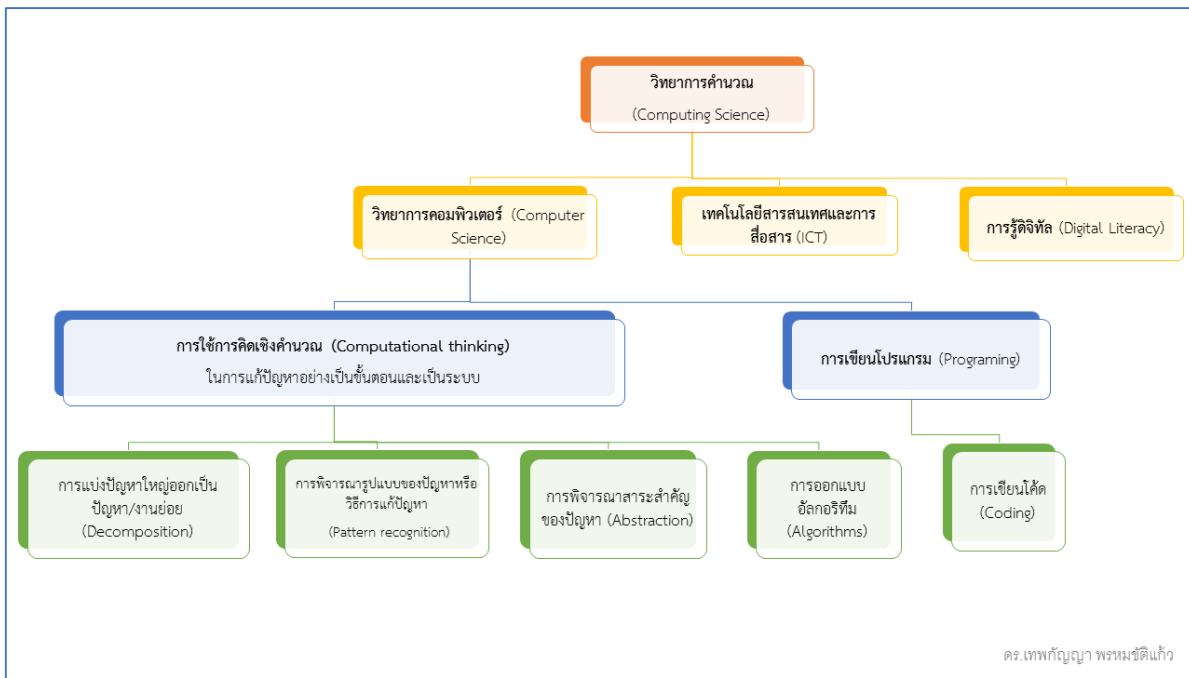 วิทยาการคำนวณ
(Computing Science)
วิทยาการคอมพิวเตอร์ (Computer
Science)
เทคโนโลยีสารสนเทศและการ
สื่อสาร (ICT)
การรู้ดิจิทัล (Digital Literacy)
การใช้การคิดเชิงคำนวณ (Computational thinking)
ในการแก้ปัญหาอย่างเป็นขั้นตอนและเป็นระบบ
การเขียนโปรแกรม (Programing)
การแบ่งปัญหาใหญ่ออกเป็น
ปัญหา/งานย่อย
(Decomposition)
การพิจารณารูปแบบของปัญหาหรือ
วิธีการแก้ปัญหา
(Pattern recognition)
การพิจารณาสาระสำคัญ
ของปัญหา (Abstraction)
การออกแบบ
อัลกอริทึม
(Algorithms)
การเขียนโค้ด
(Coding)
ดร.เทพกัญญา พรหมขัติแก้ว